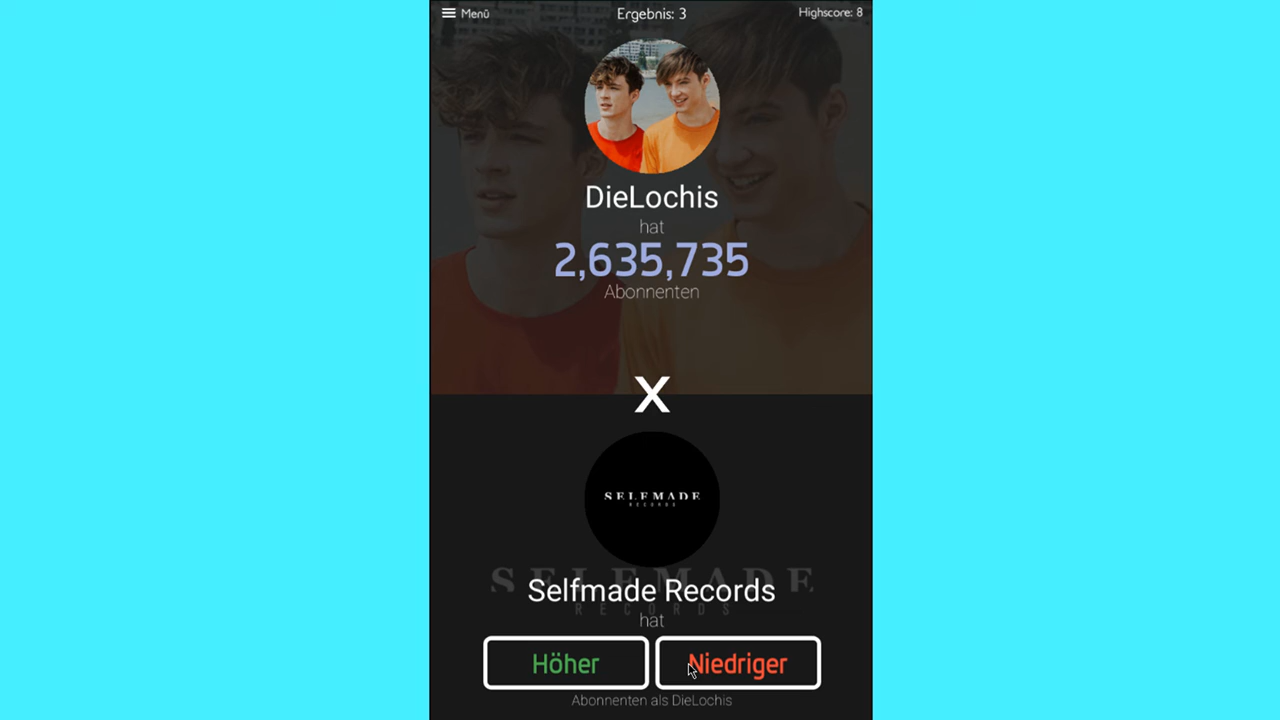 Menü
Ergebnis: 3
Highscore: 8
DieLochis
hat
2,635,735
Abonnenten
X
SELFMADE
RECORDS
SELFMADE
RECORDS
Selfmade Records
hat
Höher
Niedriger
Abonnenten als DieLochis